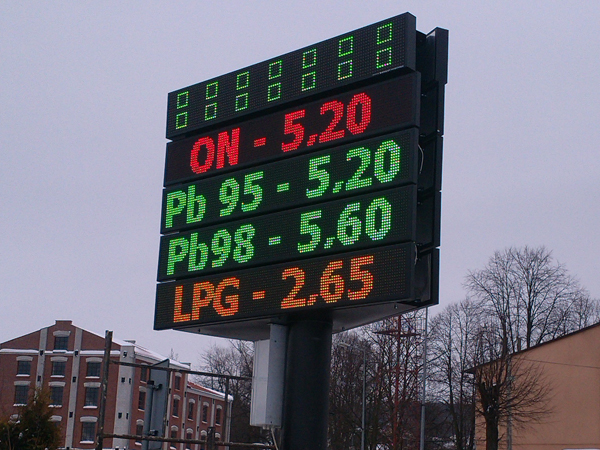 ON - 5,20
Pb 95 - 5,20
Pb98 - 5,60
LPG - 2,65